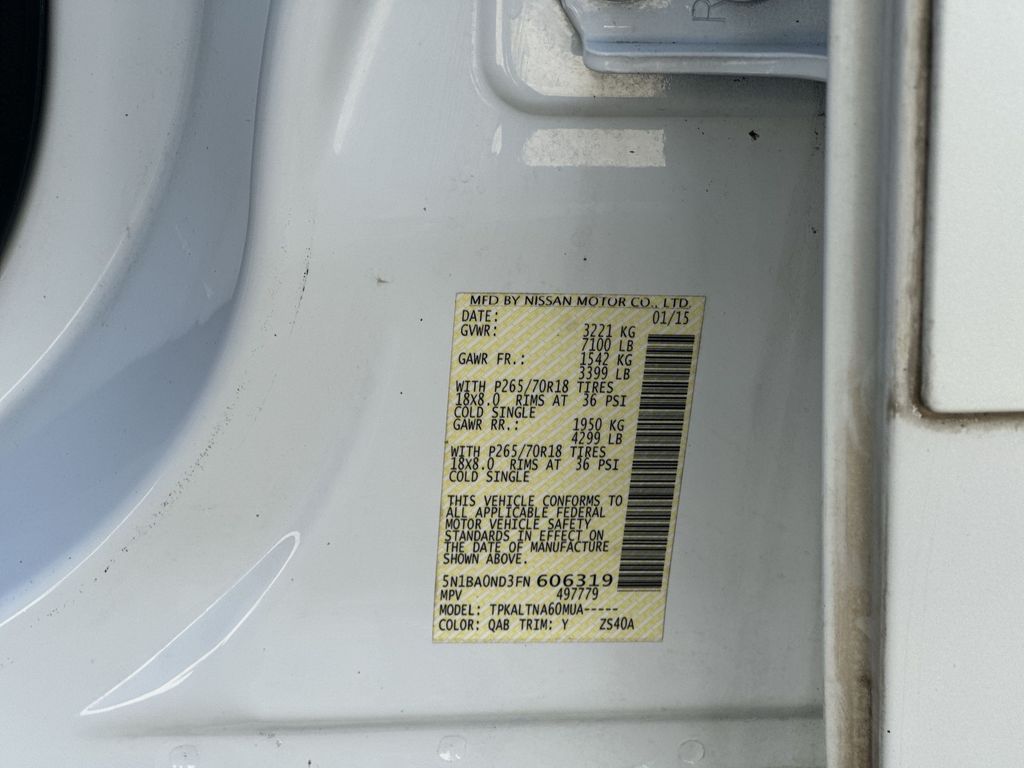 MFD BY NISSAN MOTOR CO., LTD.
DATE: 01/15
GVWR: 3221 KG
7100 LB
GAWR FR.: 1542 KG
3399 LB
WITH P265/70R18 TIRES
18x8.0 RIMS AT 36 PSI
COLD SINGLE
GAWR RR.: 1950 KG
4299 LB
WITH P265/70R18 TIRES
18x8.0 RIMS AT 36 PSI
COLD SINGLE
THIS VEHICLE CONFORMS TO
ALL APPLICABLE FEDERAL
MOTOR VEHICLE SAFETY
STANDARDS IN EFFECT ON
THE DATE OF MANUFACTURE
SHOWN ABOVE.
5N1BA0ND3FN 606319
MPV 497779
MODEL: TPKALTNA60MUA-----
COLOR: QAB TRIM: Y ZS40A